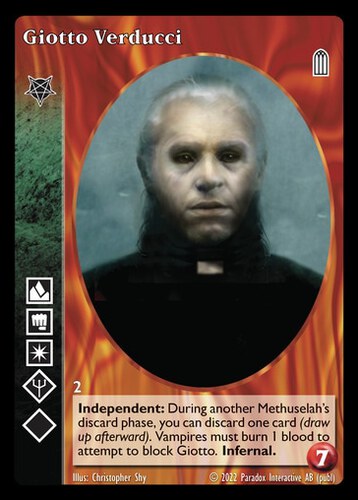 Giotto Verducci
2
Independent: During another Methuselah's
discard phase, you can discard one card (draw
up afterward). Vampires must burn 1 blood to
attempt to block Giotto. Infernal.
7
Illus: Christopher Shy
© 2022 Paradox Interactive AB (publ)